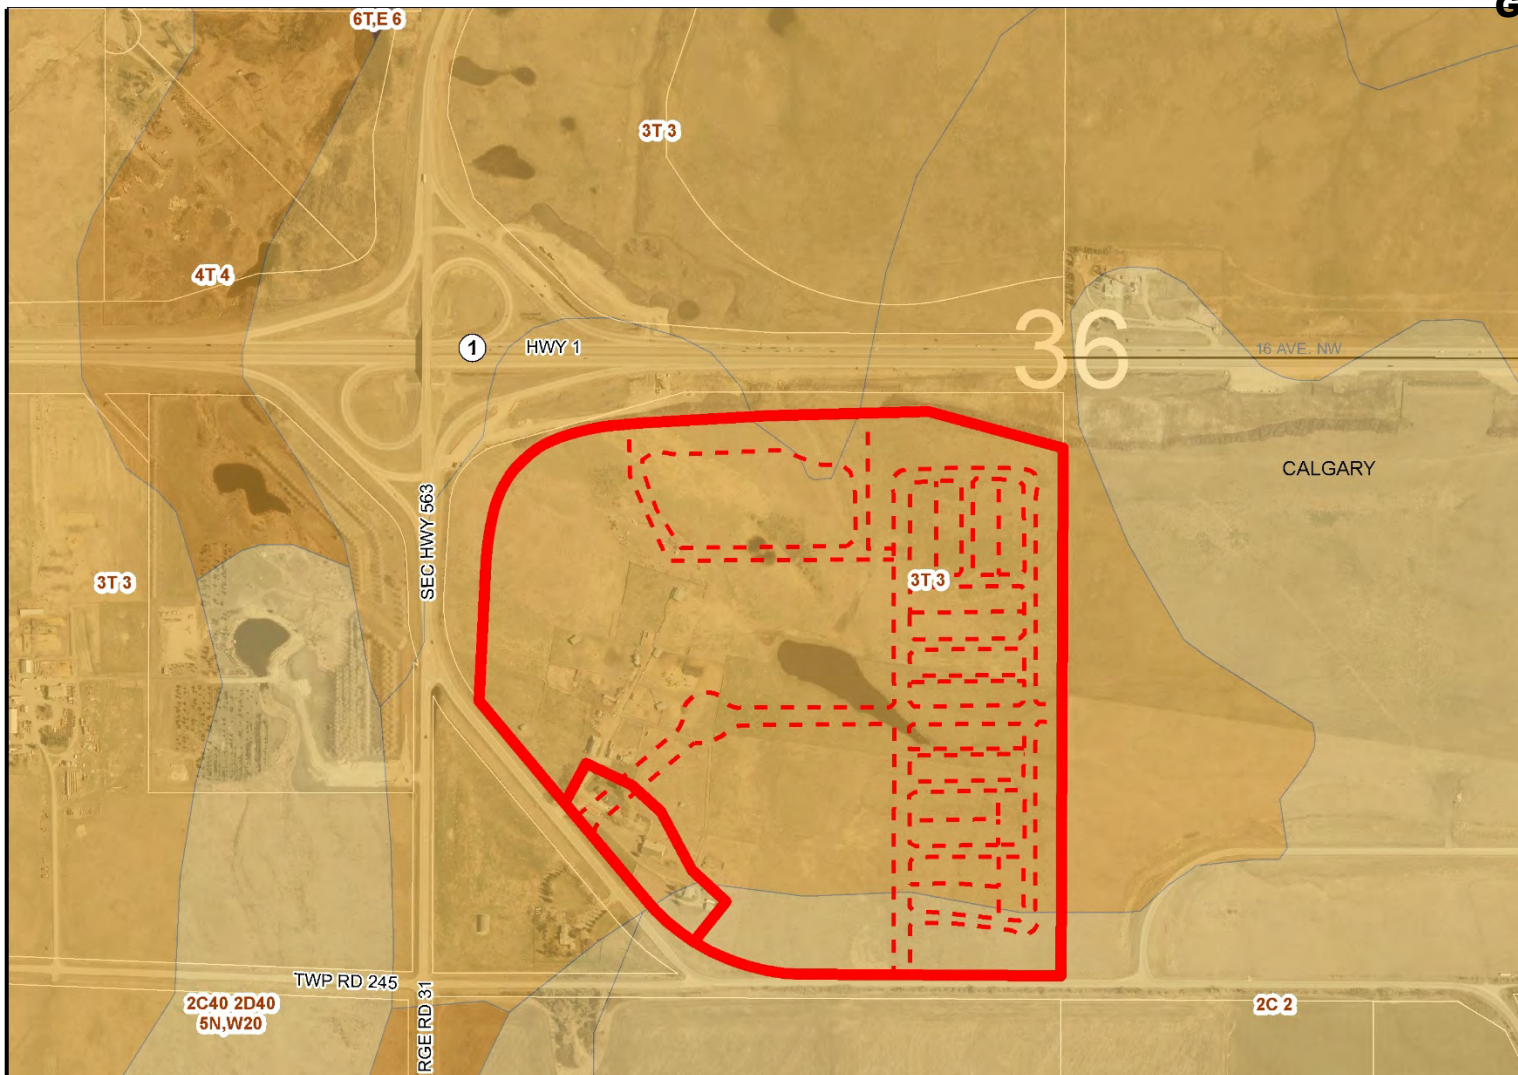 G
6T,E 6
3T 3
4T 4
36
1
HWY 1
16 AVE. NW
CALGARY
SEC HWY 563
3T 3
3T 3
TWP RD 245
2C40 2D40
5N,W20
RGE RD 31
2C 2